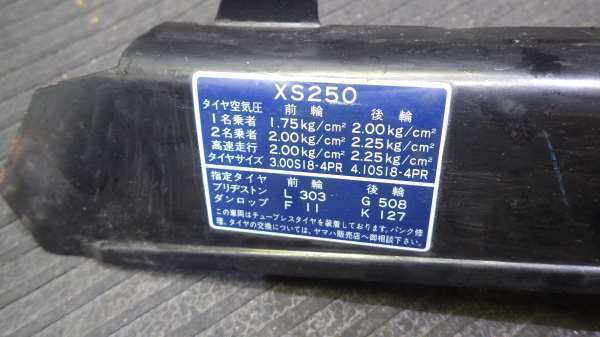 XS250
タイヤ空気圧 前輪 後輪
1名乗者 1.75kg/cm² 2.00kg/cm²
2名乗者 2.00kg/cm² 2.25kg/cm²
高速走行 2.00kg/cm² 2.25kg/cm²
タイヤサイズ 3.00S18-4PR 4.10S18-4PR
指定タイヤ 前輪 後輪
ブリヂストン L 303 G 508
ダンロップ F 11 K 127
この車両はチューブレスタイヤを装着しております。パンク修
理、タイヤの交換については、ヤマハ販売店へ御相談下さい。